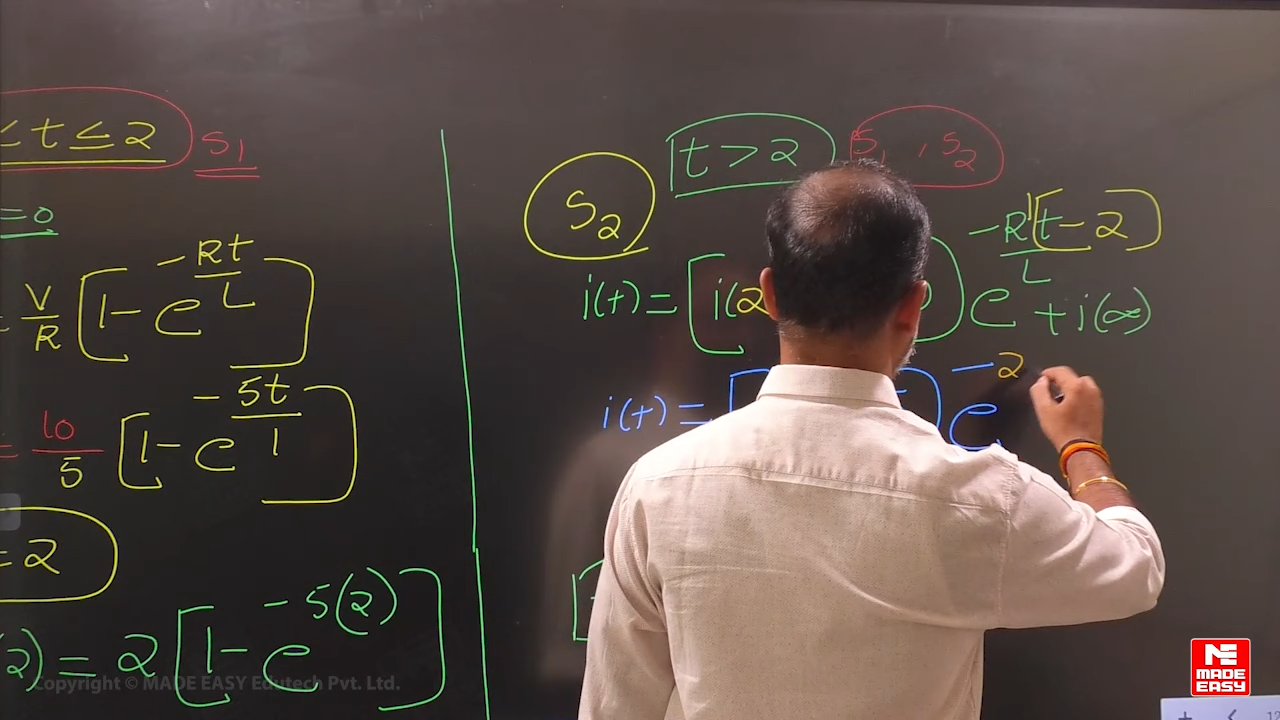 < t ≤ 2 S₁
= 0
V/R [1 - e^(-Rt/L)]
= 10/5 [1 - e^(-5t/1)]
= 2
2) = 2 [1 - e^(-5(2))]
t > 2 S₁, S₂
S₂
i(t) = [i(2 ) e^(-R(t-2)/L) + i(∞)
i(t) = [ ) e^(-2
Copyright © MADE EASY Edutech Pvt. Ltd.
MADE EASY